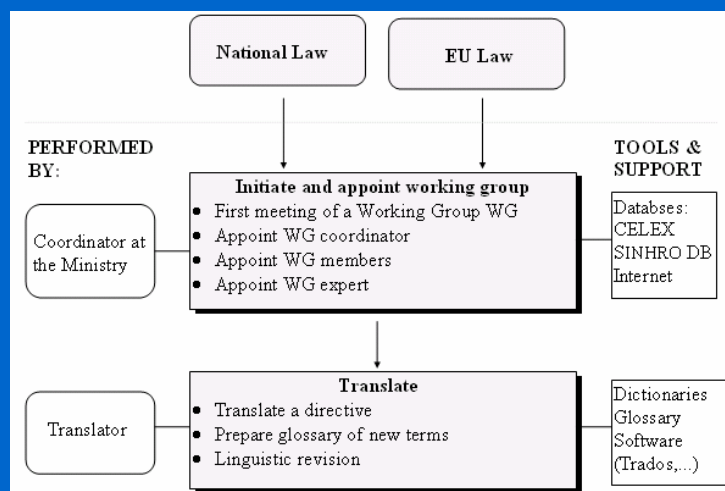 National Law
EU Law
PERFORMED
BY:
TOOLS &
SUPPORT
Initiate and appointed working group
• First meeting of a Working Group WG
• Appoint WG coordinator
• Appoint WG members
• Appoint WG expert
Coordinator at
the Ministry
Databses:
CELEX
SINHRO DB
Internet
Translate
• Translate a directive
• Prepare glossary of new terms
• Linguistic revision
Translator
Dictionaries
Glossary
Software
(Trados,...)